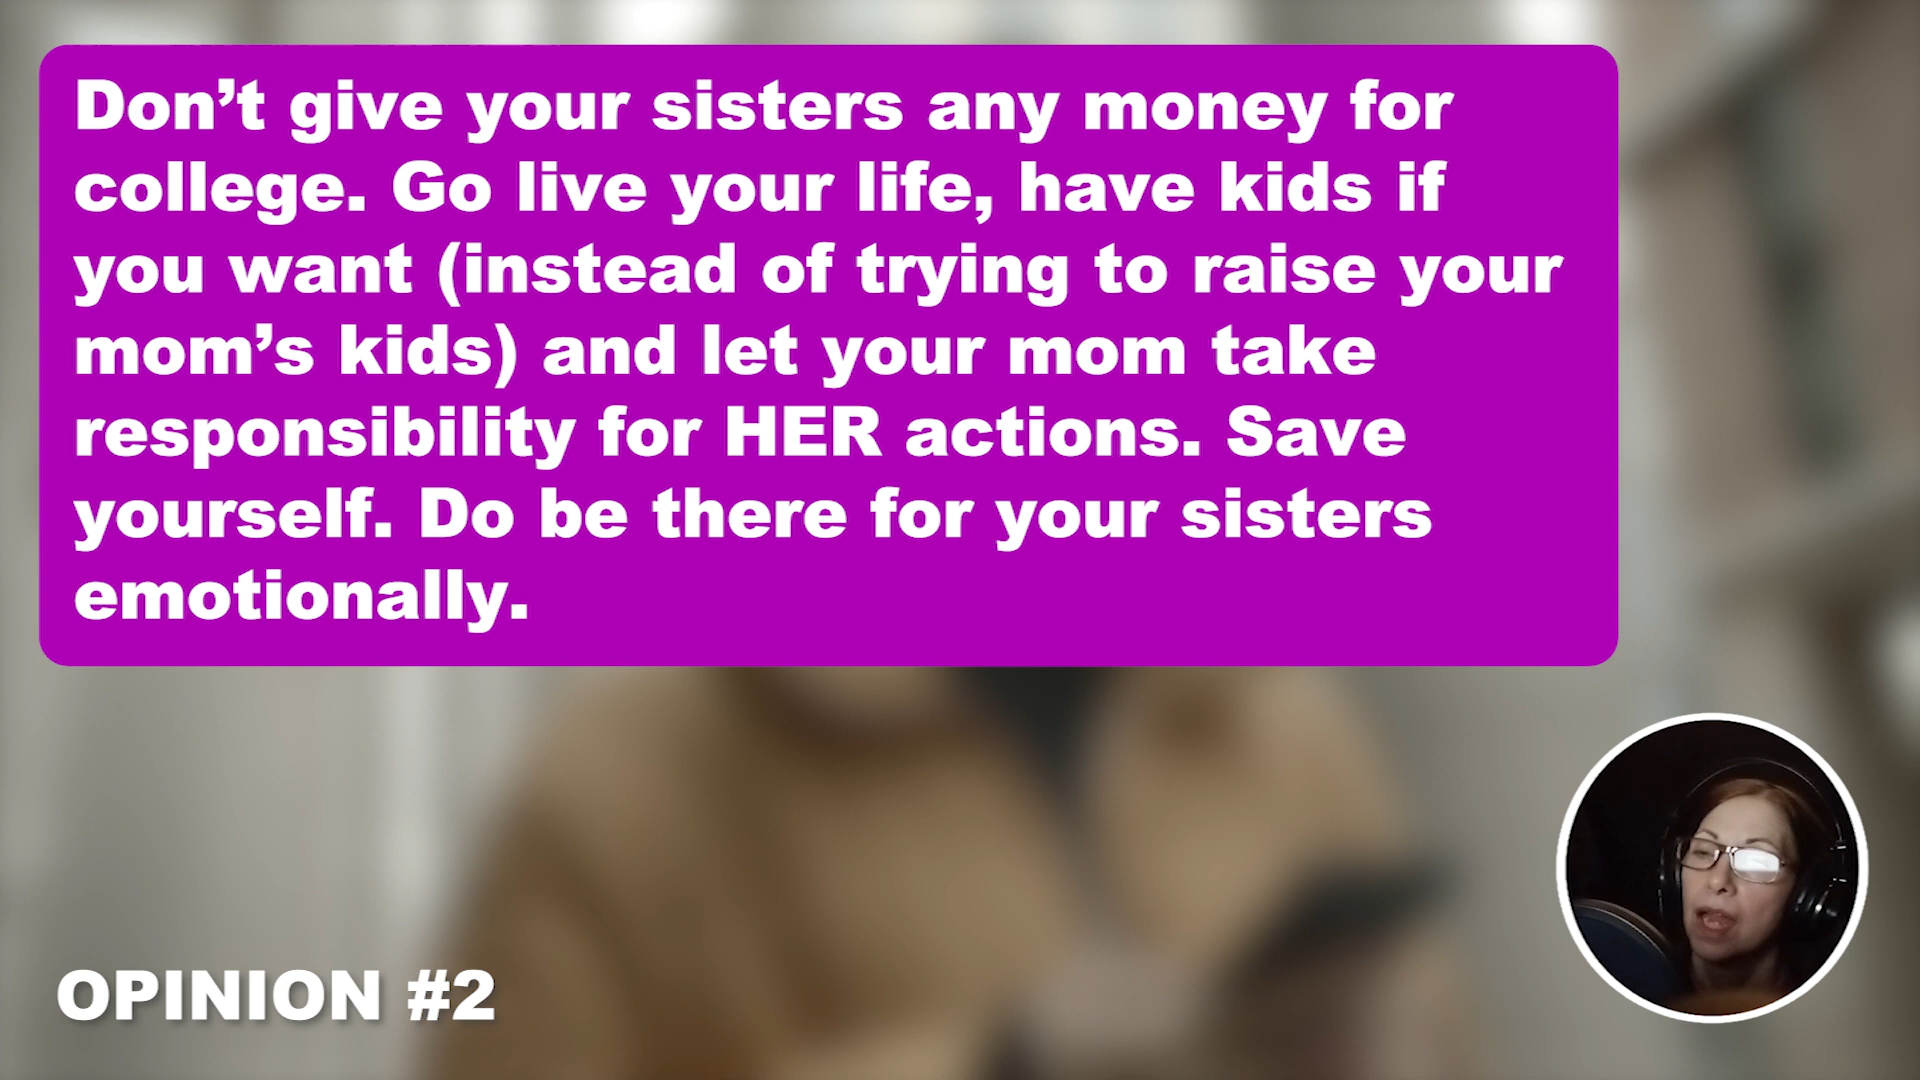 Don’t give your sisters any money for
college. Go live your life, have kids if
you want (instead of trying to raise your
mom’s kids) and let your mom take
responsibility for HER actions. Save
yourself. Do be there for your sisters
emotionally.
OPINION #2